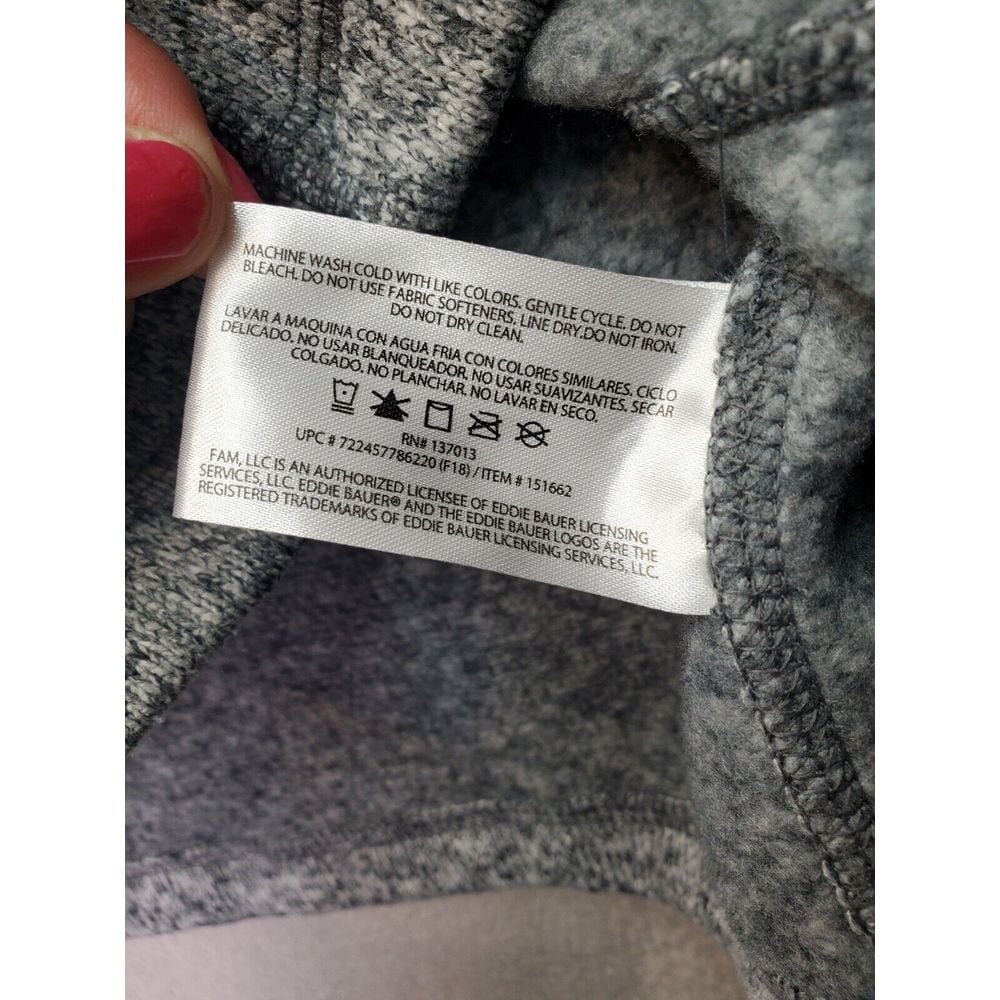 MACHINE WASH COLD WITH LIKE COLORS. GENTLE CYCLE. DO NOT
BLEACH. DO NOT USE FABRIC SOFTENERS. LINE DRY.DO NOT IRON.
DO NOT DRY CLEAN.
LAVAR A MAQUINA CON AGUA FRIA CON COLORES SIMILARES. CICLO
DELICADO. NO USAR BLANQUEADOR. NO USAR SUAVIZANTES. SECAR
COLGADO. NO PLANCHAR. NO LAVAR EN SECO.
RN# 137013
UPC # 722457786220 (F18) / ITEM # 151662
FAM, LLC IS AN AUTHORIZED LICENSEE OF EDDIE BAUER LICENSING
SERVICES, LLC. EDDIE BAUER® AND THE EDDIE BAUER LOGOS ARE THE
REGISTERED TRADEMARKS OF EDDIE BAUER LICENSING SERVICES, LLC.